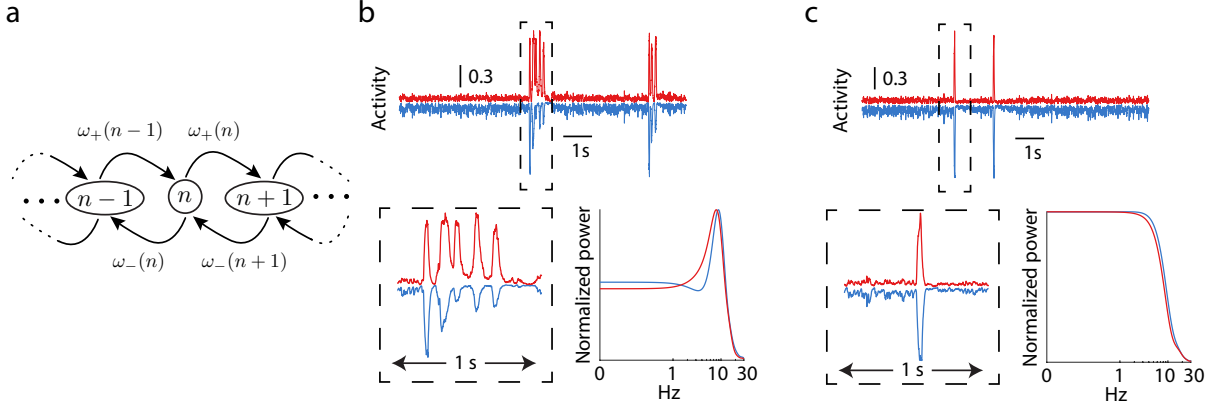 a
ω+(n − 1)
ω+(n)
n − 1
n
n + 1
ω−(n)
ω−(n + 1)
b
Activity
0.3
1s
1 s
Normalized power
0
1
10
30
Hz
c
Activity
0.3
1s
1 s
Normalized power
0
1
10
30
Hz